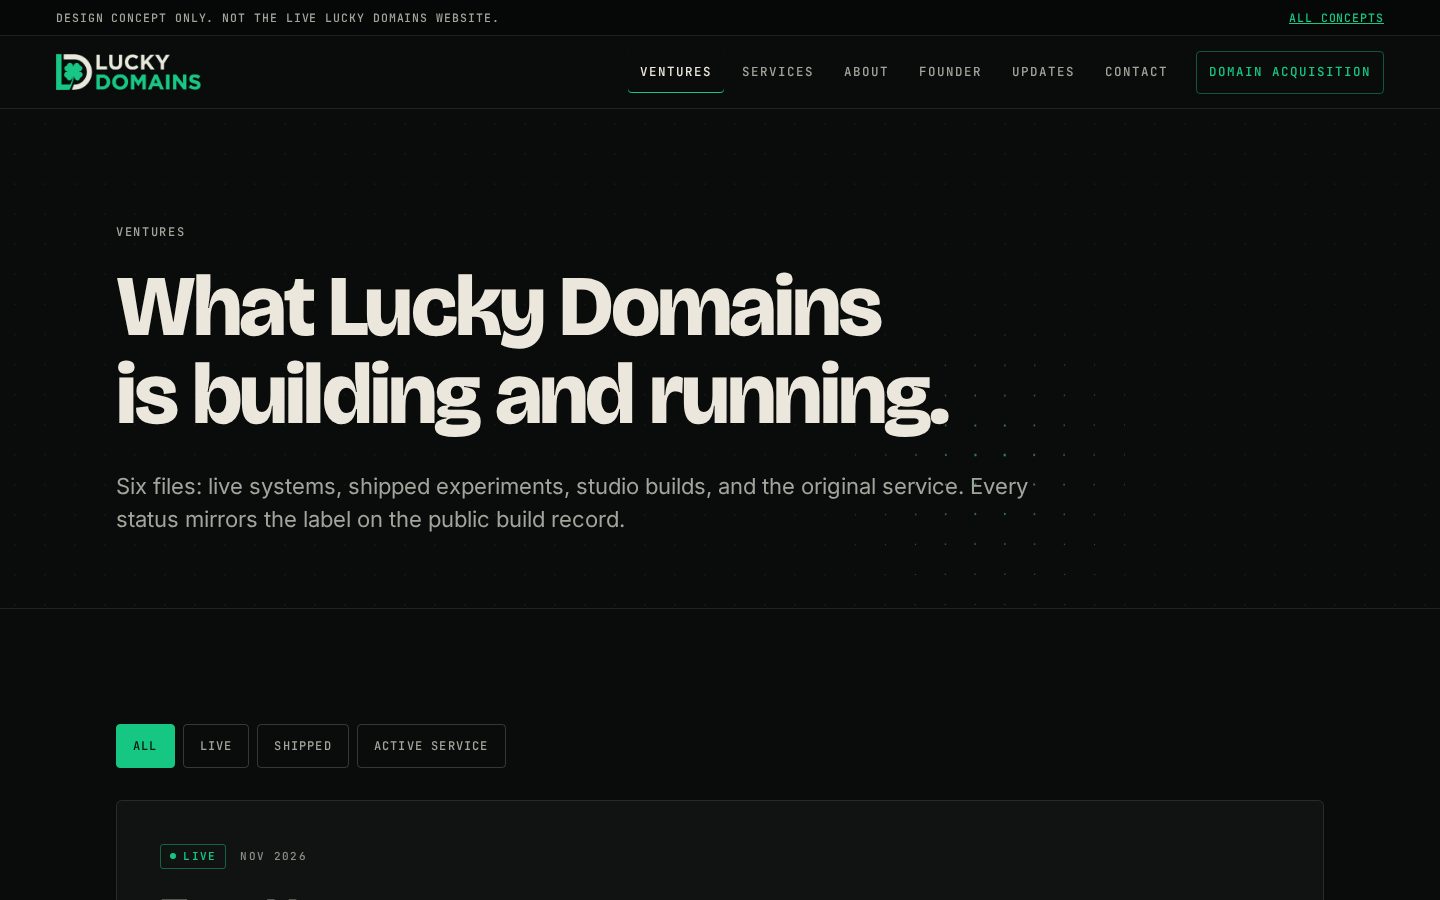 DESIGN CONCEPT ONLY. NOT THE LIVE LUCKY DOMAINS WEBSITE.
ALL CONCEPTS
LUCKY
DOMAINS
VENTURES
SERVICES
ABOUT
FOUNDER
UPDATES
CONTACT
DOMAIN ACQUISITION
VENTURES
What Lucky Domains
is building and running.
Six files: live systems, shipped experiments, studio builds, and the original service. Every
status mirrors the label on the public build record.
ALL
LIVE
SHIPPED
ACTIVE SERVICE
LIVE
NOV 2026